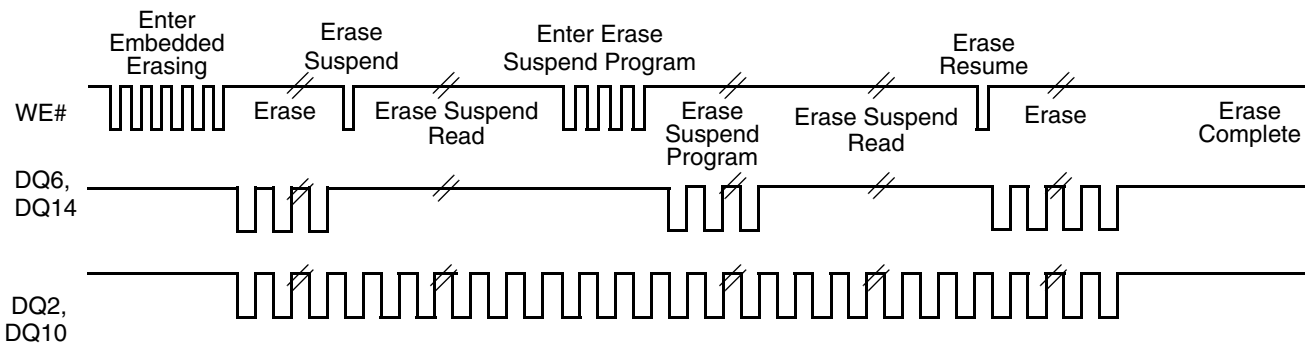 Enter
Embedded
Erasing
Erase
Suspend
Enter Erase
Suspend Program
Erase
Resume
WE#
Erase
Erase Suspend
Read
Erase
Suspend
Program
Erase Suspend
Read
Erase
Erase
Complete
DQ6,
DQ14
DQ2,
DQ10